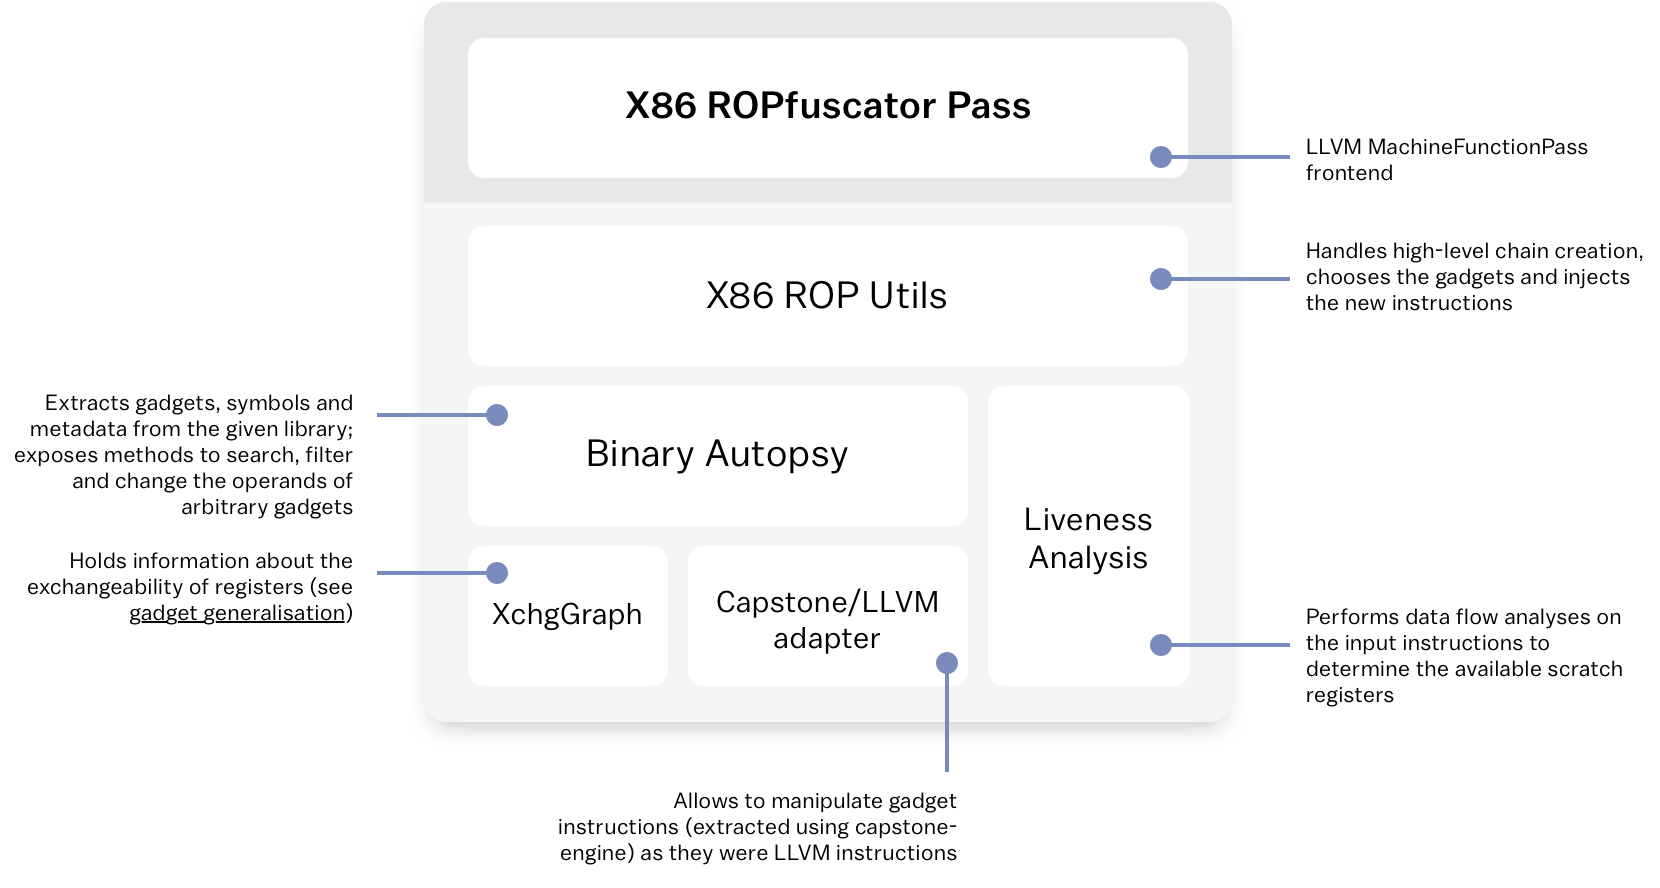 X86 ROPfuscator Pass
LLVM MachineFunctionPass
frontend
X86 ROP Utils
Handles high-level chain creation,
chooses the gadgets and injects
the new instructions
Extracts gadgets, symbols and
metadata from the given library;
exposes methods to search, filter
and change the operands of
arbitrary gadgets
Binary Autopsy
Liveness
Analysis
Holds information about the
exchangeability of registers (see
gadget generalisation)
XchgGraph
Capstone/LLVM
adapter
Performs data flow analyses on
the input instructions to
determine the available scratch
registers
Allows to manipulate gadget
instructions (extracted using capstone-
engine) as they were LLVM instructions